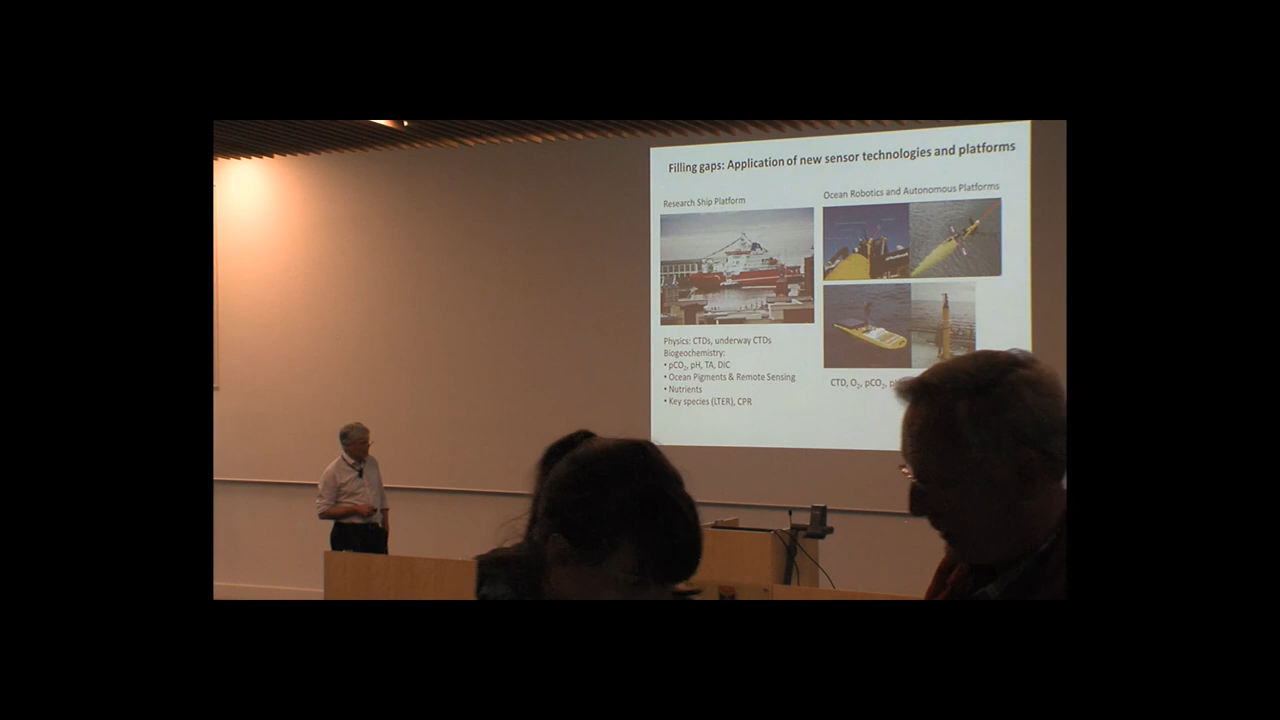 Filling gaps: Application of new sensor technologies and platforms
Research Ship Platform
Ocean Robotics and Autonomous Platforms
Physics: CTDs, underway CTDs
Biogeochemistry:
• pCO₂, pH, TA, DIC
• Ocean Pigments & Remote Sensing
• Nutrients
• Key species (LTER), CPR
CTD, O₂, pCO₂,